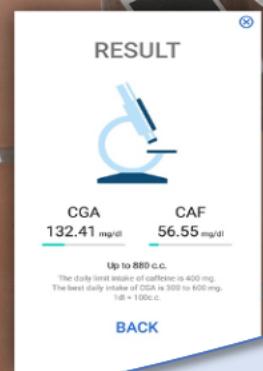 RESULT
CGA CAF
132.41 mg/dl 56.55 mg/dl
Up to 880 c.c.
The daily limit intake of caffeine is 400 mg.
The best daily intake of CGA is 300 to 600 mg.
1dl = 100c.c.
BACK